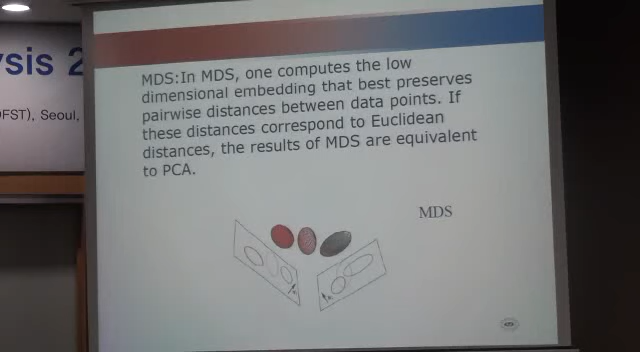 ysis 2
OFST), Seoul,
MDS:In MDS, one computes the low
dimensional embedding that best preserves
pairwise distances between data points. If
these distances correspond to Euclidean
distances, the results of MDS are equivalent
to PCA.
MDS